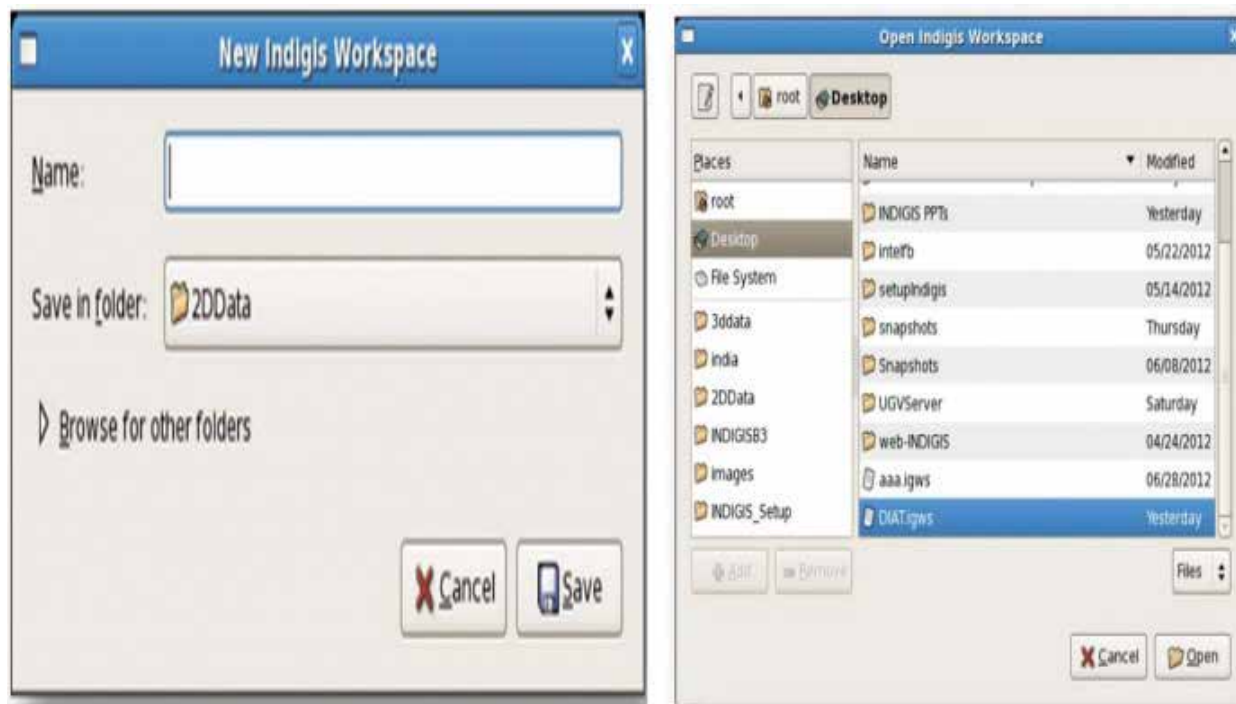 New Indigis Workspace
Name:
Save in folder: 2DData
Browse for other folders
Cancel Save
Open Indigis Workspace
root Desktop
Places
root
Desktop
File System
3ddata
india
2DData
INDIGISB3
images
INDIGIS_Setup
Name Modified
INDIGIS PPTs Yesterday
intelfb 05/22/2012
setupIndigis 05/14/2012
snapshots Thursday
Snapshots 06/08/2012
UGVServer Saturday
web-INDIGIS 04/24/2012
aaa.igws 06/28/2012
DIAT.igws Yesterday
Add Remove
Files
Cancel Open